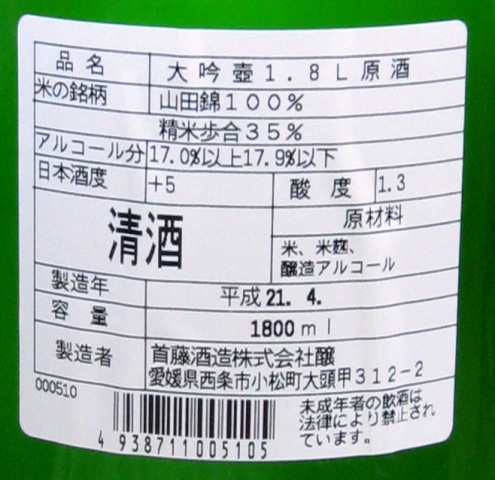 品名 大吟壺1.8L原酒
米の銘柄 山田錦100%
精米歩合35%
アルコール分 17.0%以上17.9%以下
日本酒度 +5 酸度 1.3
清酒
原材料
米、米麹、
醸造アルコール
製造年 平成21. 4.
容量 1800ml
製造者 首藤酒造株式会社醸
愛媛県西条市小松町大頭甲312-2
000510
4 938711005105
未成年者の飲酒は
法律により禁止され
ています。